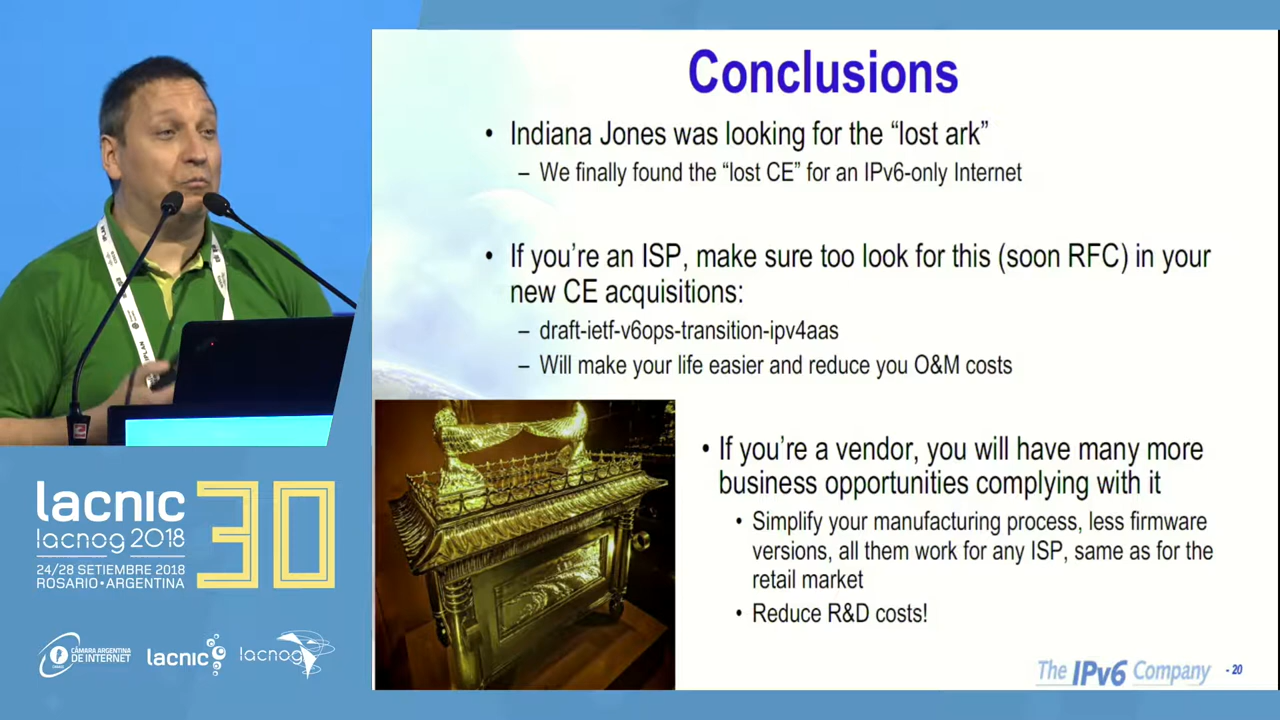 Conclusions
• Indiana Jones was looking for the “lost ark”
– We finally found the “lost CE” for an IPv6-only Internet
• If you’re an ISP, make sure too look for this (soon RFC) in your
new CE acquisitions:
– draft-ietf-v6ops-transition-ipv4aas
– Will make your life easier and reduce you O&M costs
• If you’re a vendor, you will have many more
business opportunities complying with it
• Simplify your manufacturing process, less firmware
versions, all them work for any ISP, same as for the
retail market
• Reduce R&D costs!
The IPv6 Company
- 20
lacnic 30
lacnog 2018
24/28 SETIEMBRE 2018
ROSARIO • ARGENTINA
CÁMARA ARGENTINA
DE INTERNET
lacnic
lacnog
IPLAN